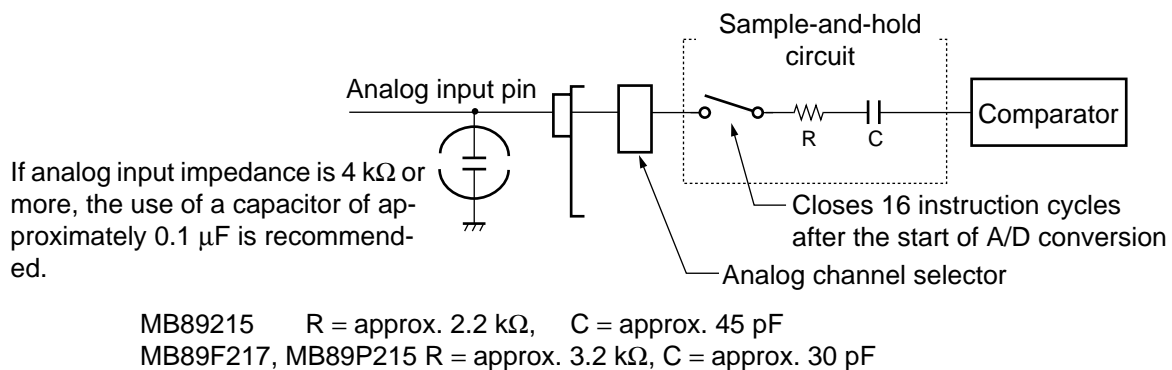 Sample-and-hold
circuit
Analog input pin
Comparator
R
C
If analog input impedance is 4 kΩ or
more, the use of a capacitor of ap-
proximately 0.1 μF is recommend-
ed.
Closes 16 instruction cycles
after the start of A/D conversion
Analog channel selector
MB89215 R = approx. 2.2 kΩ, C = approx. 45 pF
MB89F217, MB89P215 R = approx. 3.2 kΩ, C = approx. 30 pF